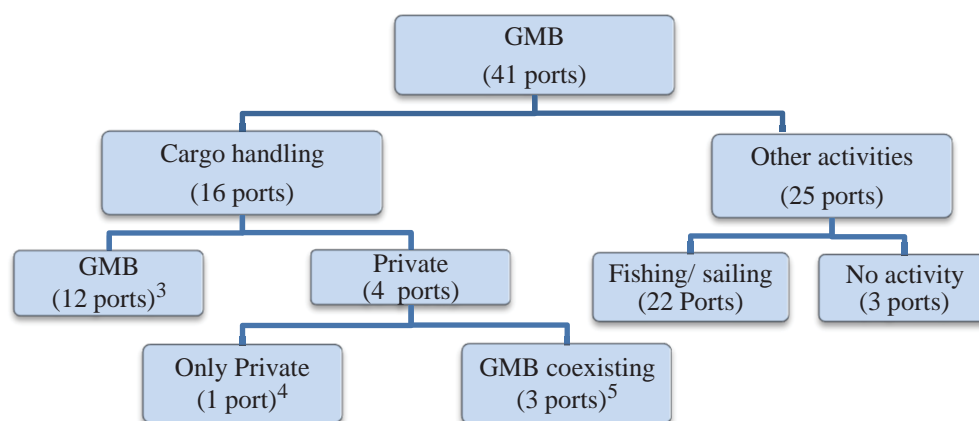 GMB
(41 ports)
Cargo handling
(16 ports)
Other activities
(25 ports)
GMB
(12 ports)3
Private
(4 ports)
Fishing/ sailing
(22 Ports)
No activity
(3 ports)
Only Private
(1 port)4
GMB coexisting
(3 ports)5